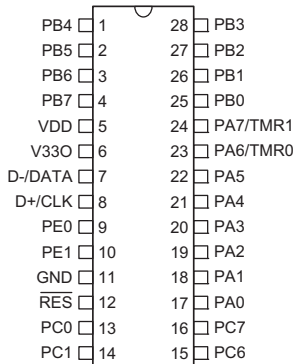 PB4 1 28 PB3
PB5 2 27 PB2
PB6 3 26 PB1
PB7 4 25 PB0
VDD 5 24 PA7/TMR1
V33O 6 23 PA6/TMR0
D-/DATA 7 22 PA5
D+/CLK 8 21 PA4
PE0 9 20 PA3
PE1 10 19 PA2
GND 11 18 PA1
RES 12 17 PA0
PC0 13 16 PC7
PC1 14 15 PC6